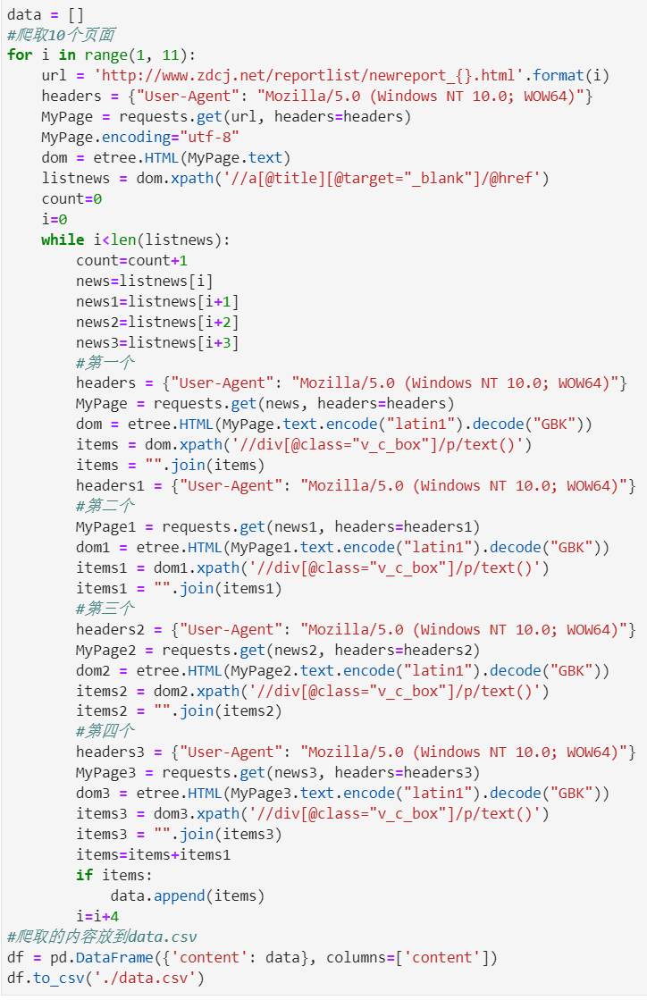 data = []
#爬取10个页面
for i in range(1, 11):
    url = 'http://www.zdcj.net/reportlist/newreport_{}.html'.format(i)
    headers = {"User-Agent": "Mozilla/5.0 (Windows NT 10.0; WOW64)"}
    MyPage = requests.get(url, headers=headers)
    MyPage.encoding="utf-8"
    dom = etree.HTML(MyPage.text)
    listnews = dom.xpath('//a[@title][@target="_blank"]/@href')
    count=0
    i=0
    while i<len(listnews):
        count=count+1
        news=listnews[i]
        news1=listnews[i+1]
        news2=listnews[i+2]
        news3=listnews[i+3]
        #第一个
        headers = {"User-Agent": "Mozilla/5.0 (Windows NT 10.0; WOW64)"}
        MyPage = requests.get(news, headers=headers)
        dom = etree.HTML(MyPage.text.encode("latin1").decode("GBK"))
        items = dom.xpath('//div[@class="v_c_box"]/p/text()')
        items = "".join(items)
        headers1 = {"User-Agent": "Mozilla/5.0 (Windows NT 10.0; WOW64)"}
        #第二个
        MyPage1 = requests.get(news1, headers=headers1)
        dom1 = etree.HTML(MyPage1.text.encode("latin1").decode("GBK"))
        items1 = dom1.xpath('//div[@class="v_c_box"]/p/text()')
        items1 = "".join(items1)
        #第三个
        headers2 = {"User-Agent": "Mozilla/5.0 (Windows NT 10.0; WOW64)"}
        MyPage2 = requests.get(news2, headers=headers2)
        dom2 = etree.HTML(MyPage2.text.encode("latin1").decode("GBK"))
        items2 = dom2.xpath('//div[@class="v_c_box"]/p/text()')
        items2 = "".join(items2)
        #第四个
        headers3 = {"User-Agent": "Mozilla/5.0 (Windows NT 10.0; WOW64)"}
        MyPage3 = requests.get(news3, headers=headers3)
        dom3 = etree.HTML(MyPage3.text.encode("latin1").decode("GBK"))
        items3 = dom3.xpath('//div[@class="v_c_box"]/p/text()')
        items3 = "".join(items3)
        items=items+items1
        if items:
            data.append(items)
        i=i+4
#爬取的内容放到data.csv
df = pd.DataFrame({'content': data}, columns=['content'])
df.to_csv('./data.csv')